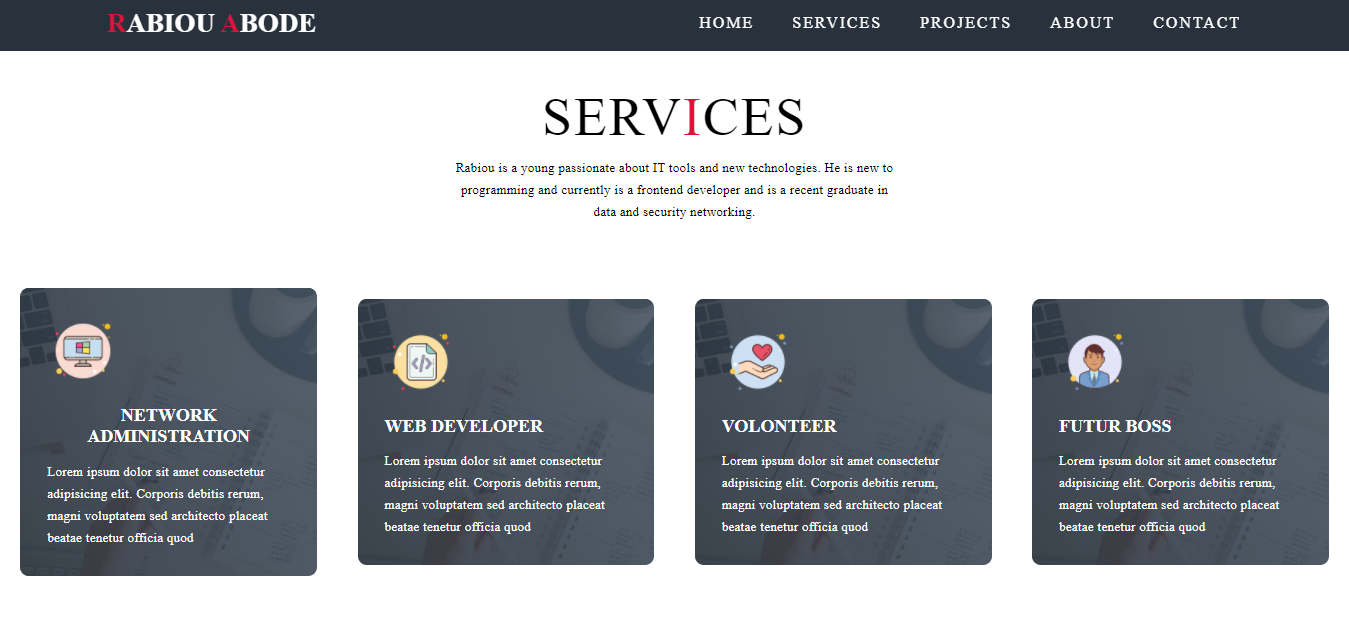 RABIOU ABODE
HOME SERVICES PROJECTS ABOUT CONTACT
SERVICES
Rabiou is a young passionate about IT tools and new technologies. He is new to
programming and currently is a frontend developer and is a recent graduate in
data and security networking.
NETWORK
ADMINISTRATION
Lorem ipsum dolor sit amet consectetur
adipisicing elit. Corporis debitis rerum,
magni voluptatem sed architecto placeat
beatae tenetur officia quod
WEB DEVELOPER
Lorem ipsum dolor sit amet consectetur
adipisicing elit. Corporis debitis rerum,
magni voluptatem sed architecto placeat
beatae tenetur officia quod
VOLONTEER
Lorem ipsum dolor sit amet consectetur
adipisicing elit. Corporis debitis rerum,
magni voluptatem sed architecto placeat
beatae tenetur officia quod
FUTUR BOSS
Lorem ipsum dolor sit amet consectetur
adipisicing elit. Corporis debitis rerum,
magni voluptatem sed architecto placeat
beatae tenetur officia quod